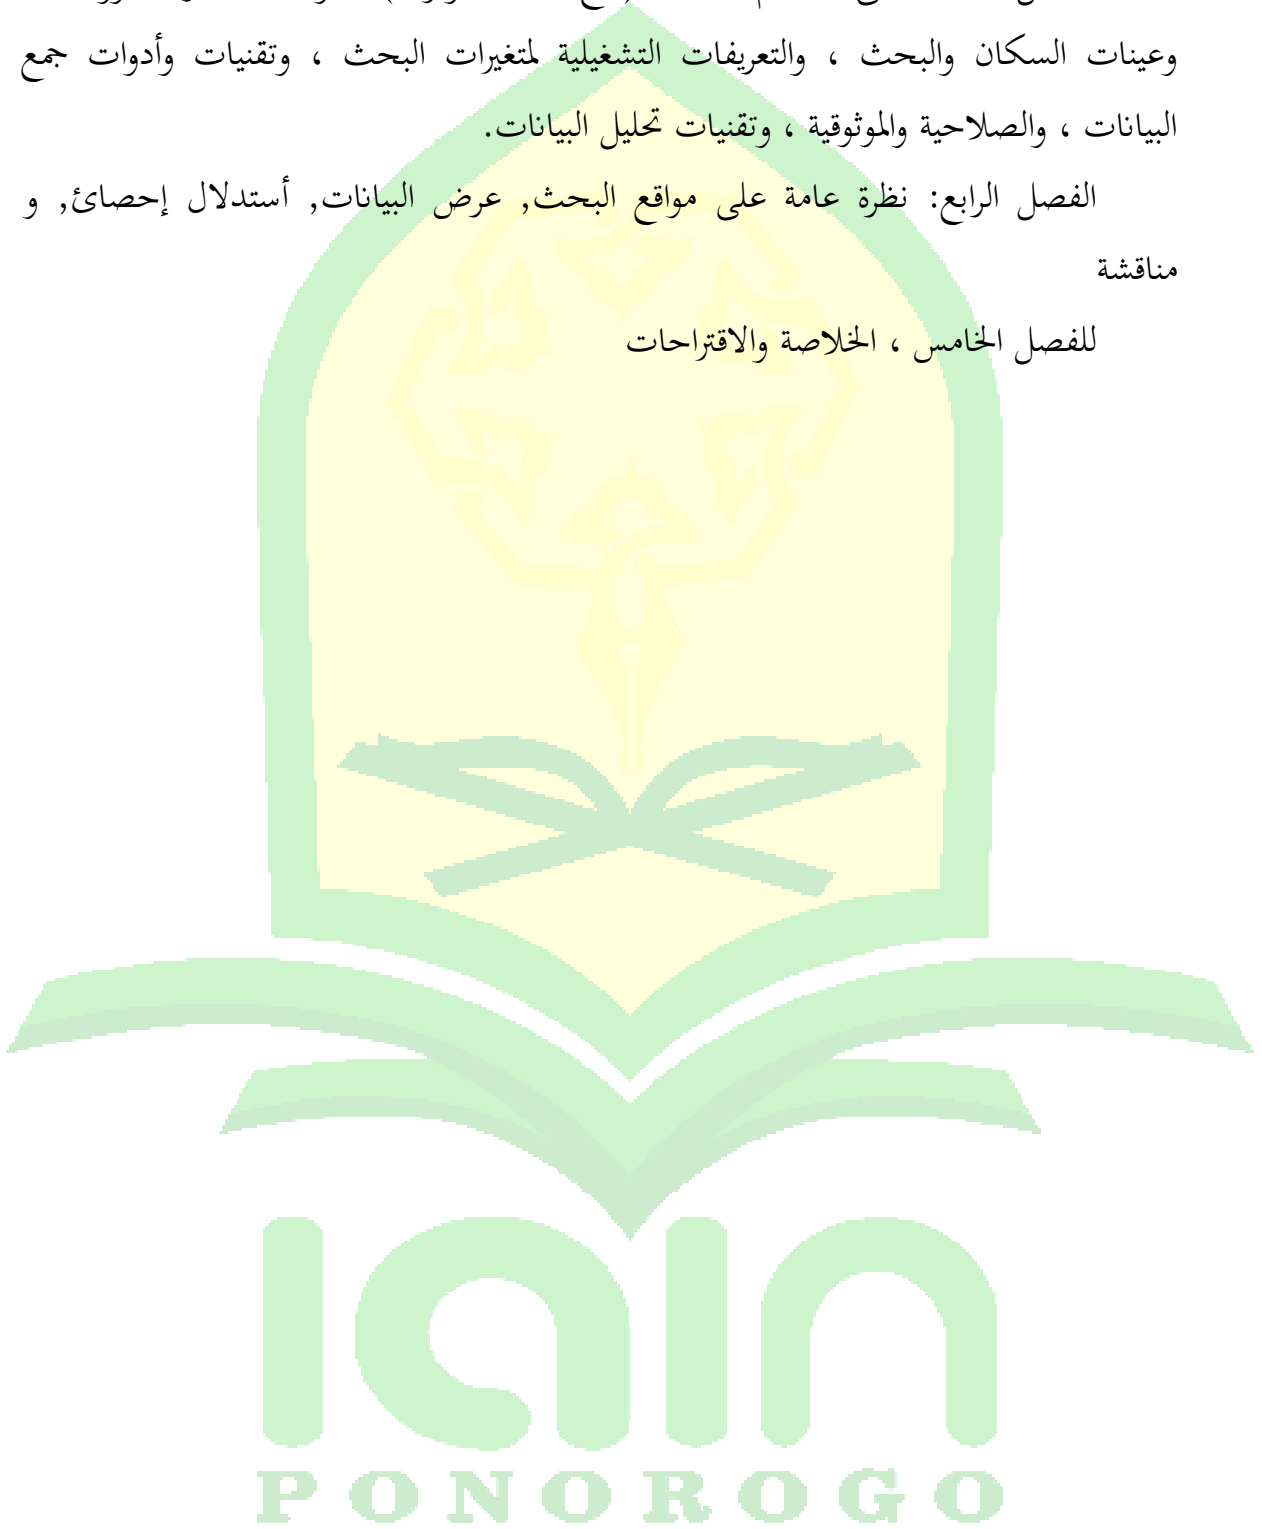 وعينات السكان والبحث ، والتعريفات التشغيلية لمتغيرات البحث ، وتقنيات وأدوات جمع
البيانات ، والصلاحية والموثوقية ، وتقنيات تحليل البيانات.
الفصل الرابع: نظرة عامة على مواقع البحث, عرض البيانات, أستدلال إحصائ, و
مناقشة
للفصل الخامس ، الخلاصة والاقتراحات
iain
PONOROGO